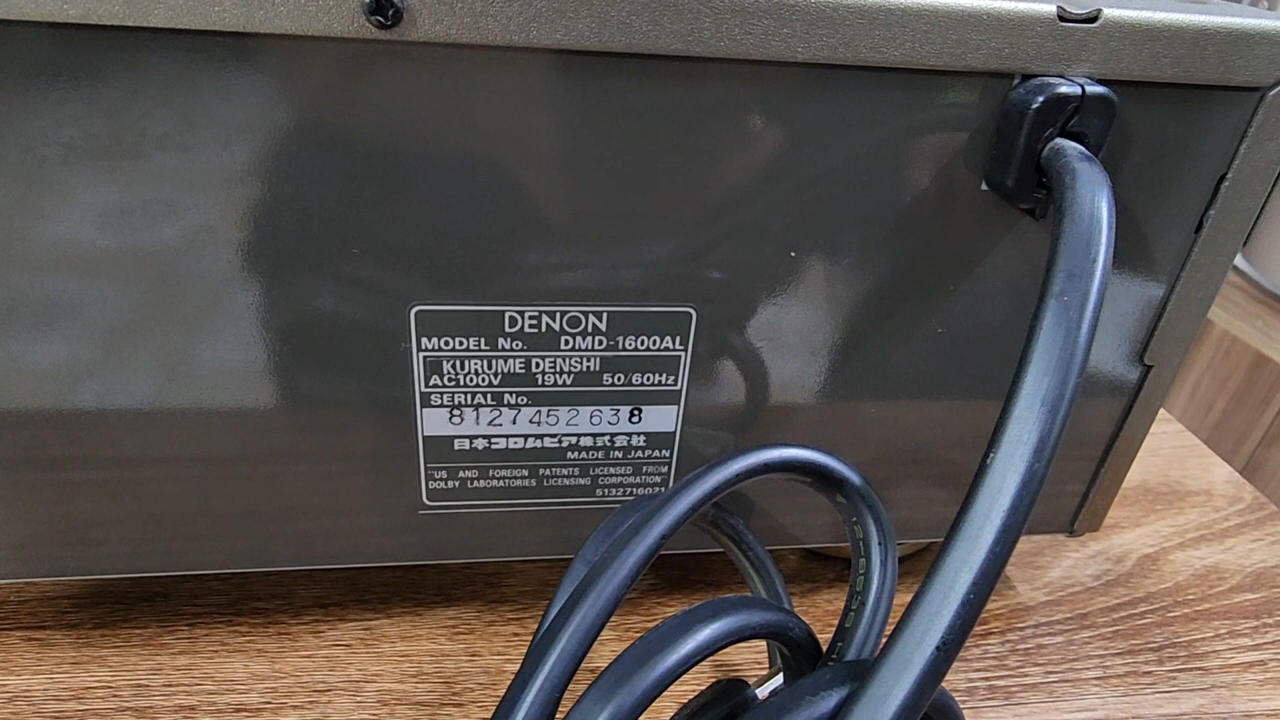 DENON
MODEL No. DMD-1600AL
KURUME DENSHI
AC100V 19W 50/60Hz
SERIAL No.
8127452638
日本コロムビア株式会社
MADE IN JAPAN
"US AND FOREIGN PATENTS LICENSED FROM
DOLBY LABORATORIES LICENSING CORPORATION"
5132716021